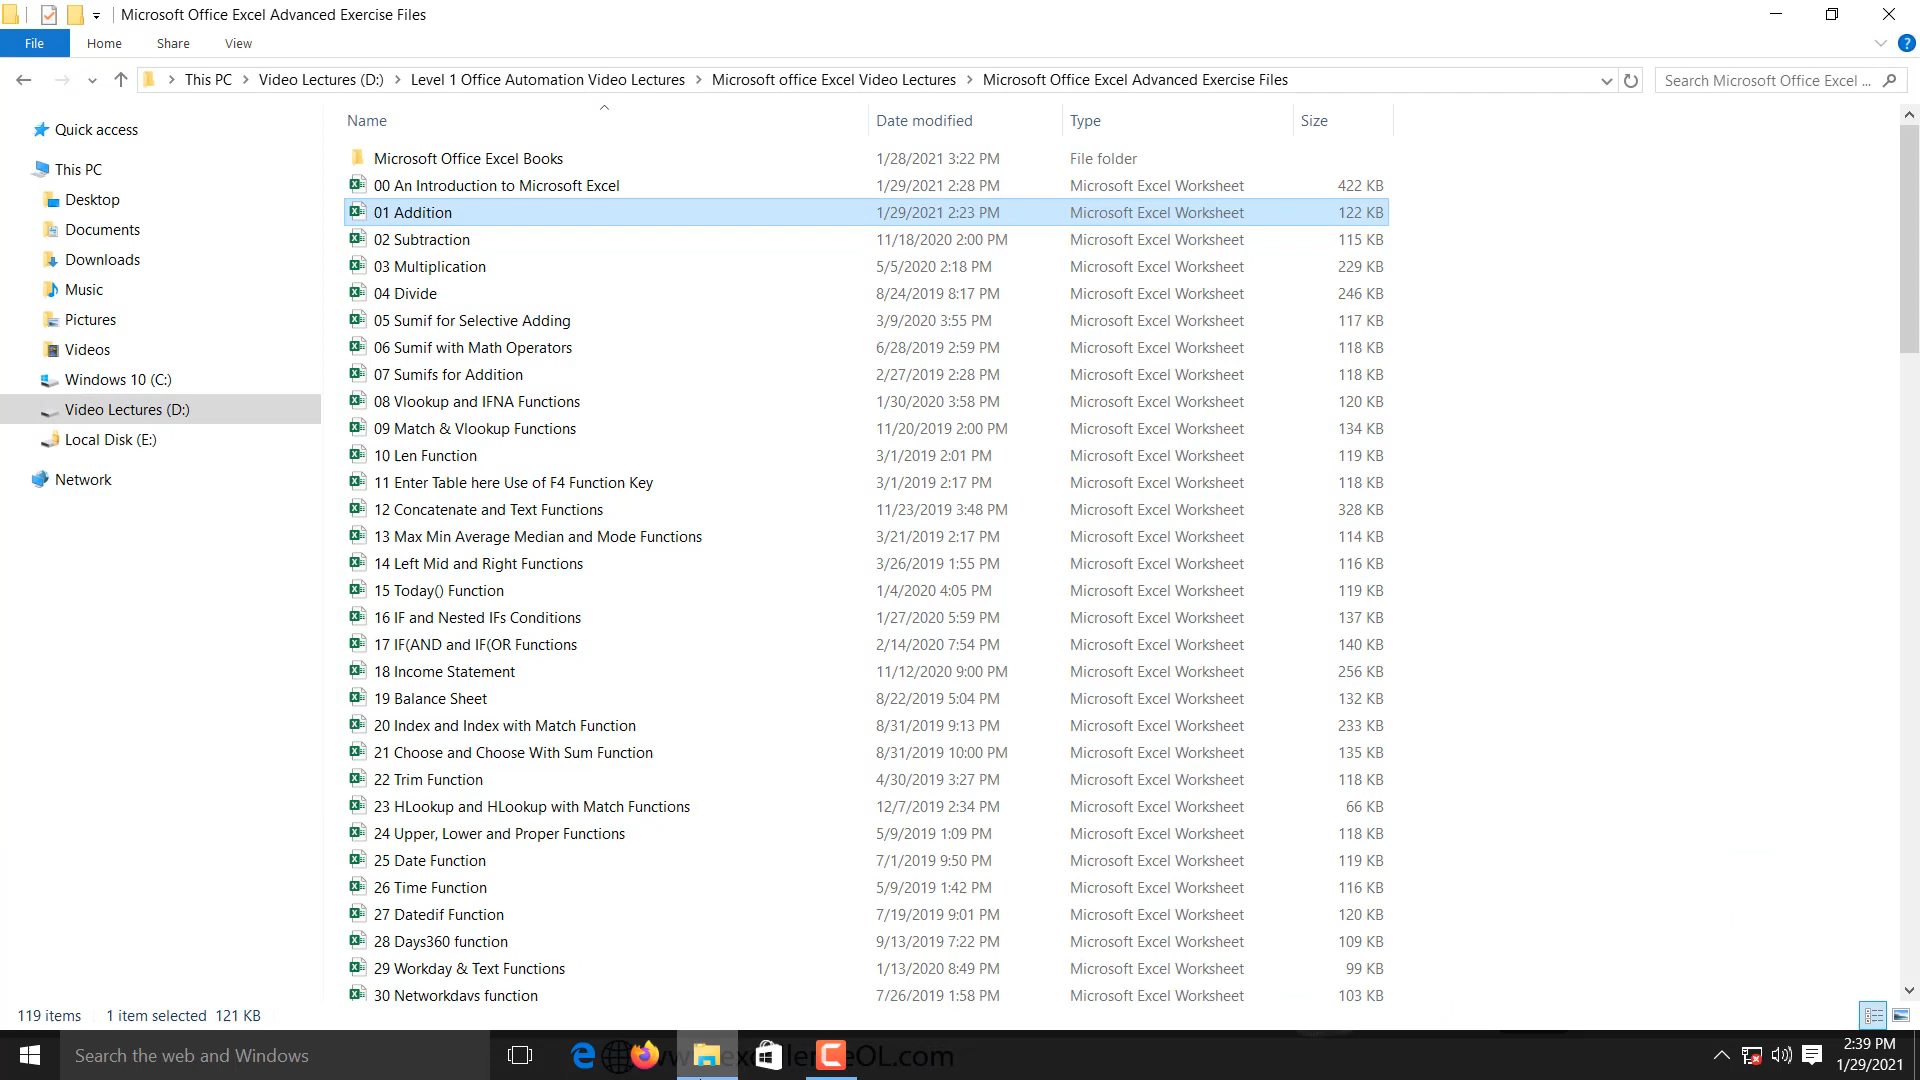 Microsoft Office Excel Advanced Exercise Files
File Home Share View
This PC Video Lectures (D:) Level 1 Office Automation Video Lectures Microsoft office Excel Video Lectures Microsoft Office Excel Advanced Exercise Files
Search Microsoft Office Excel ...
Quick access
This PC
Desktop
Documents
Downloads
Music
Pictures
Videos
Windows 10 (C:)
Video Lectures (D:)
Local Disk (E:)
Network
Name Date modified Type Size
Microsoft Office Excel Books 1/28/2021 3:22 PM File folder
00 An Introduction to Microsoft Excel 1/29/2021 2:28 PM Microsoft Excel Worksheet 422 KB
01 Addition 1/29/2021 2:23 PM Microsoft Excel Worksheet 122 KB
02 Subtraction 11/18/2020 2:00 PM Microsoft Excel Worksheet 115 KB
03 Multiplication 5/5/2020 2:18 PM Microsoft Excel Worksheet 229 KB
04 Divide 8/24/2019 8:17 PM Microsoft Excel Worksheet 246 KB
05 Sumif for Selective Adding 3/9/2020 3:55 PM Microsoft Excel Worksheet 117 KB
06 Sumif with Math Operators 6/28/2019 2:59 PM Microsoft Excel Worksheet 118 KB
07 Sumifs for Addition 2/27/2019 2:28 PM Microsoft Excel Worksheet 118 KB
08 Vlookup and IFNA Functions 1/30/2020 3:58 PM Microsoft Excel Worksheet 120 KB
09 Match & Vlookup Functions 11/20/2019 2:00 PM Microsoft Excel Worksheet 134 KB
10 Len Function 3/1/2019 2:01 PM Microsoft Excel Worksheet 119 KB
11 Enter Table here Use of F4 Function Key 3/1/2019 2:17 PM Microsoft Excel Worksheet 118 KB
12 Concatenate and Text Functions 11/23/2019 3:48 PM Microsoft Excel Worksheet 328 KB
13 Max Min Average Median and Mode Functions 3/21/2019 2:17 PM Microsoft Excel Worksheet 114 KB
14 Left Mid and Right Functions 3/26/2019 1:55 PM Microsoft Excel Worksheet 116 KB
15 Today() Function 1/4/2020 4:05 PM Microsoft Excel Worksheet 119 KB
16 IF and Nested IFs Conditions 1/27/2020 5:59 PM Microsoft Excel Worksheet 137 KB
17 IF(AND and IF(OR Functions 2/14/2020 7:54 PM Microsoft Excel Worksheet 140 KB
18 Income Statement 11/12/2020 9:00 PM Microsoft Excel Worksheet 256 KB
19 Balance Sheet 8/22/2019 5:04 PM Microsoft Excel Worksheet 132 KB
20 Index and Index with Match Function 8/31/2019 9:13 PM Microsoft Excel Worksheet 233 KB
21 Choose and Choose With Sum Function 8/31/2019 10:00 PM Microsoft Excel Worksheet 135 KB
22 Trim Function 4/30/2019 3:27 PM Microsoft Excel Worksheet 118 KB
23 HLookup and HLookup with Match Functions 12/7/2019 2:34 PM Microsoft Excel Worksheet 66 KB
24 Upper, Lower and Proper Functions 5/9/2019 1:09 PM Microsoft Excel Worksheet 118 KB
25 Date Function 7/1/2019 9:50 PM Microsoft Excel Worksheet 119 KB
26 Time Function 5/9/2019 1:42 PM Microsoft Excel Worksheet 116 KB
27 Datedif Function 7/19/2019 9:01 PM Microsoft Excel Worksheet 120 KB
28 Days360 function 9/13/2019 7:22 PM Microsoft Excel Worksheet 109 KB
29 Workday & Text Functions 1/13/2020 8:49 PM Microsoft Excel Worksheet 99 KB
30 Networkdays function 7/26/2019 1:58 PM Microsoft Excel Worksheet 103 KB
119 items 1 item selected 121 KB
Search the web and Windows
2:39 PM
1/29/2021